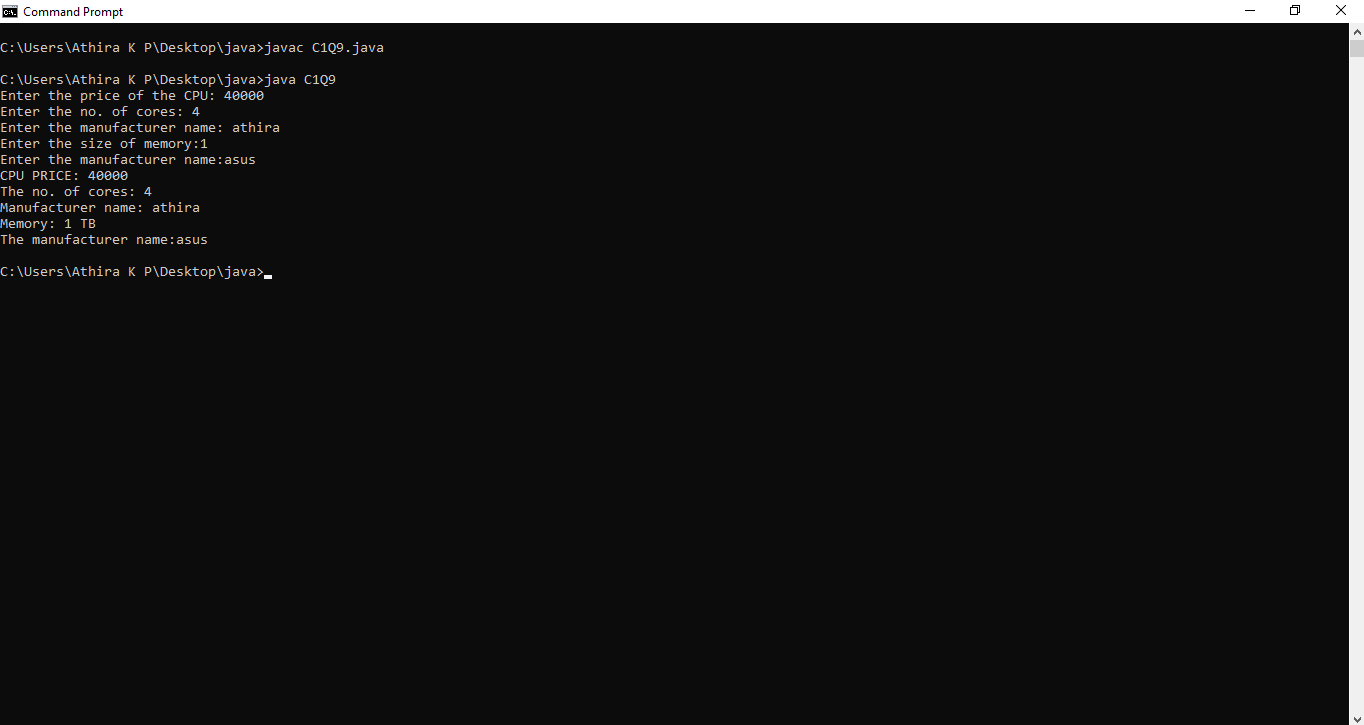 Command Prompt
C:\Users\Athira K P\Desktop\java>javac C1Q9.java
C:\Users\Athira K P\Desktop\java>java C1Q9
Enter the price of the CPU: 40000
Enter the no. of cores: 4
Enter the manufacturer name: athira
Enter the size of memory:1
Enter the manufacturer name:asus
CPU PRICE: 40000
The no. of cores: 4
Manufacturer name: athira
Memory: 1 TB
The manufacturer name:asus
C:\Users\Athira K P\Desktop\java>